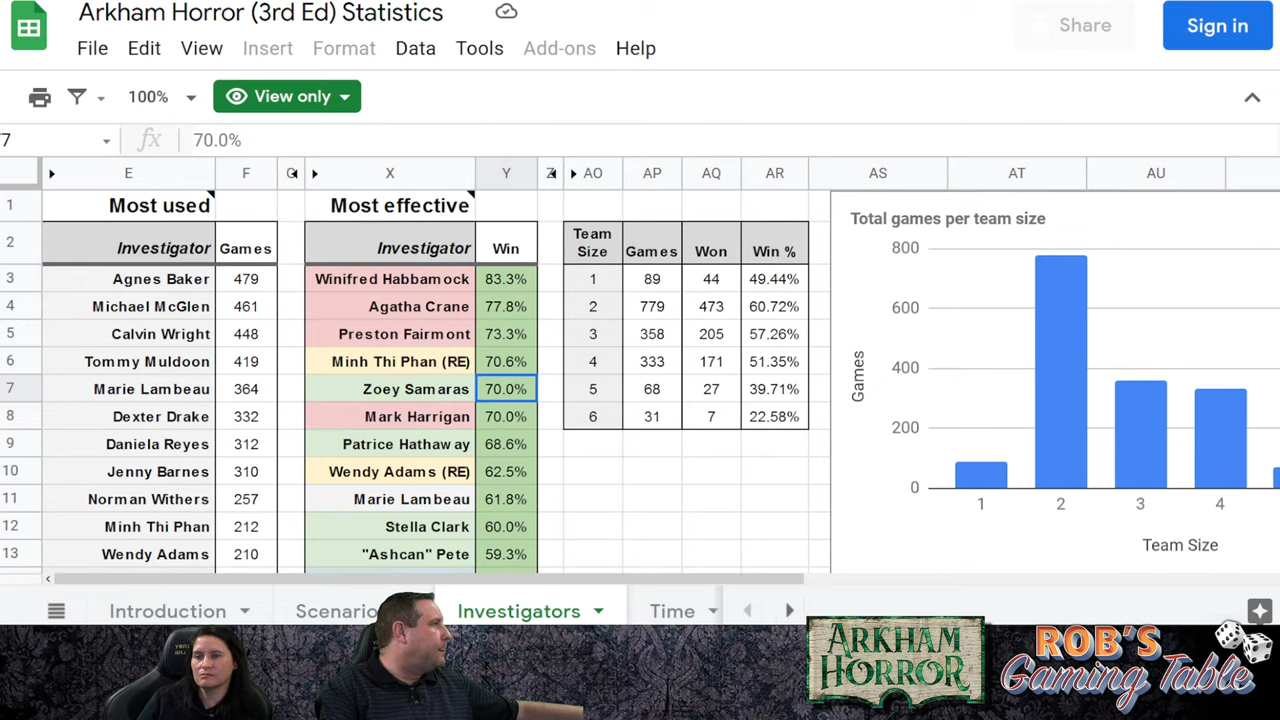 Arkham Horror (3rd Ed) Statistics
Share
Sign in
File Edit View Insert Format Data Tools Add-ons Help
100% View only
7 fx 70.0%
E F G X Y Z AO AP AQ AR AS AT AU
1 Most used Most effective
Total games per team size
2 Investigator Games Investigator Win Team Size Games Won Win %
3 Agnes Baker 479 Winifred Habbamock 83.3% 1 89 44 49.44%
4 Michael McGlen 461 Agatha Crane 77.8% 2 779 473 60.72%
5 Calvin Wright 448 Preston Fairmont 73.3% 3 358 205 57.26%
6 Tommy Muldoon 419 Minh Thi Phan (RE) 70.6% 4 333 171 51.35%
7 Marie Lambeau 364 Zoey Samaras 70.0% 5 68 27 39.71%
8 Dexter Drake 332 Mark Harrigan 70.0% 6 31 7 22.58%
9 Daniela Reyes 312 Patrice Hathaway 68.6%
10 Jenny Barnes 310 Wendy Adams (RE) 62.5%
11 Norman Withers 257 Marie Lambeau 61.8%
12 Minh Thi Phan 212 Stella Clark 60.0%
13 Wendy Adams 210 "Ashcan" Pete 59.3%
800
600
400
200
0
Games
1 2 3 4
Team Size
Introduction Scenario Investigators Time
ARKHAM
HORROR
ROB'S
Gaming Table